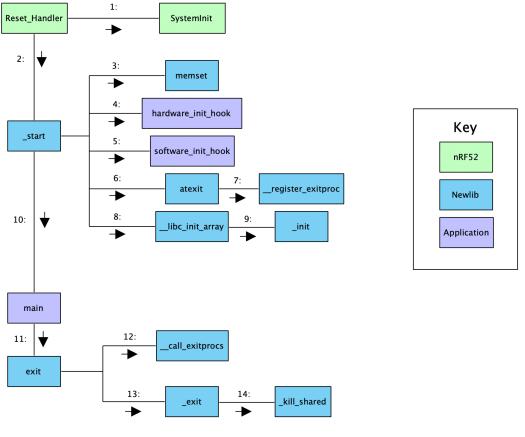 1:
Reset_Handler
SystemInit
2:
3:
memset
4:
hardware_init_hook
_start
5:
software_init_hook
6:
atexit
7:
__register_exitproc
8:
__libc_init_array
9:
_init
10:
main
11:
exit
12:
__call_exitprocs
13:
_exit
14:
_kill_shared
Key
nRF52
Newlib
Application